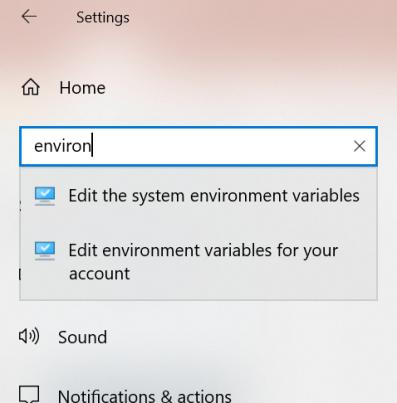 Settings
Home
environ
Edit the system environment variables
Edit environment variables for your
account
Sound
Notifications & actions